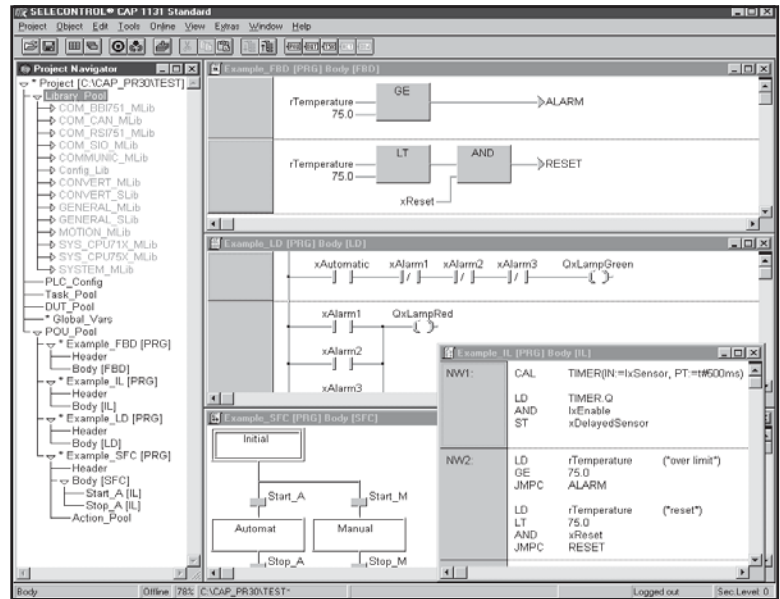 SELECONTROL® CAP 1131 Standard
Project Object Edit Tools Online View Extras Window Help
Project Navigator
* Project [C:\CAP_PR30\TEST]
Library_Pool
COM_BBI751_MLib
COM_CAN_MLib
COM_RSI751_MLib
COM_SIO_MLib
COMMUNIC_MLib
Config_Lib
CONVERT_MLib
CONVERT_SLib
GENERAL_MLib
GENERAL_SLib
MOTION_MLib
SYS_CPU71X_MLib
SYS_CPU75X_MLib
SYSTEM_MLib
PLC_Config
Task_Pool
DUT_Pool
* Global_Vars
POU_Pool
* Example_FBD [PRG]
Header
Body [FBD]
* Example_IL [PRG]
Header
Body [IL]
* Example_LD [PRG]
Header
Body [LD]
* Example_SFC [PRG]
Header
Body [SFC]
Start_A [IL]
Stop_A [IL]
Action_Pool
Example_FBD [PRG] Body [FBD]
GE
rTemperature
75.0
ALARM
LT AND
rTemperature
75.0
RESET
xReset
Example_LD [PRG] Body [LD]
xAutomatic xAlarm1 xAlarm2 xAlarm3 QxLampGreen
xAlarm1 QxLampRed
xAlarm2
xAlarm3
Example_SFC [PRG] Body [SFC]
Initial
Start_A Start_M
Automat Manual
Stop_A Stop_M
Example_IL [PRG] Body [IL]
NW1: CAL TIMER(IN:=IxSensor, PT:=t#500ms)
LD TIMER.Q
AND IxEnable
ST xDelayedSensor
NW2: LD rTemperature ("over limit")
GE 75.0
JMPC ALARM
LD rTemperature ("reset")
LT 75.0
AND xReset
JMPC RESET
Body Offline 78% C:\CAP_PR30\TEST* Logged out Sec.Level: 0